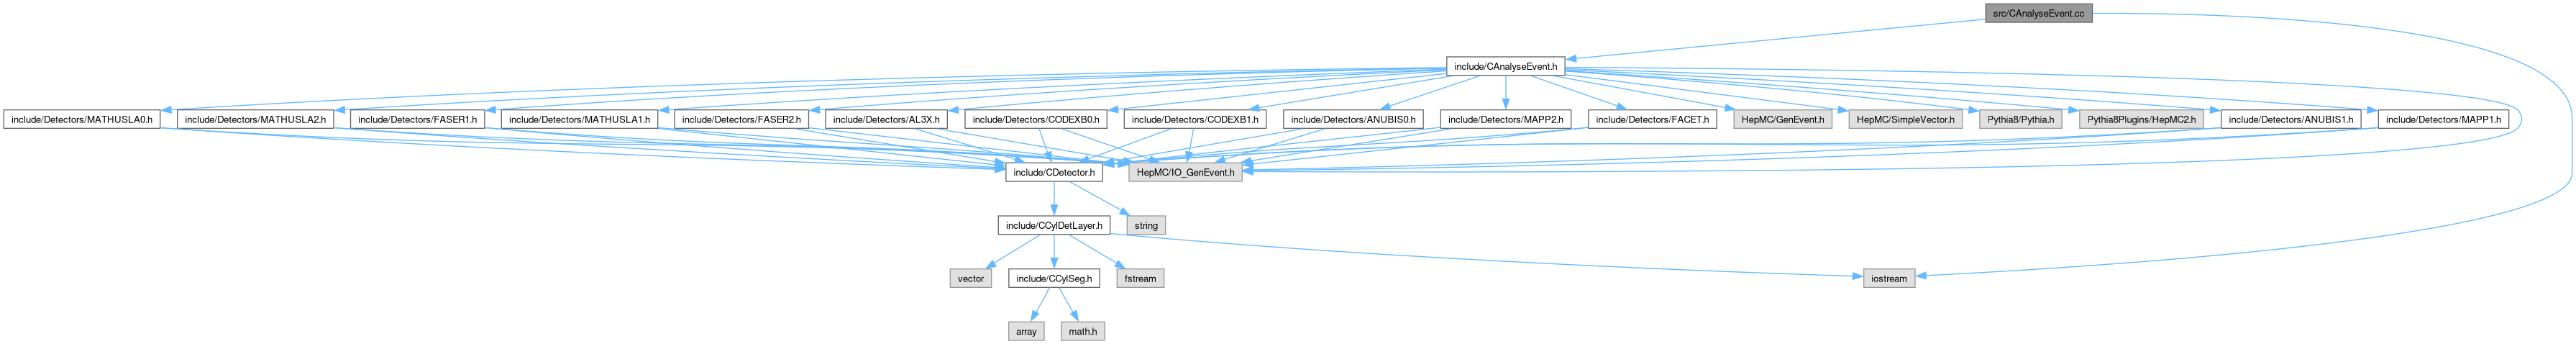 src/CAnalyseEvent.cc
include/CAnalyseEvent.h
include/Detectors/MATHUSLA0.h
include/Detectors/MATHUSLA2.h
include/Detectors/FASER1.h
include/Detectors/MATHUSLA1.h
include/Detectors/FASER2.h
include/Detectors/AL3X.h
include/Detectors/CODEXB0.h
include/Detectors/CODEXB1.h
include/Detectors/ANUBIS0.h
include/Detectors/MAPP2.h
include/Detectors/FACET.h
HepMC/GenEvent.h
HepMC/SimpleVector.h
Pythia8/Pythia.h
Pythia8Plugins/HepMC2.h
include/Detectors/ANUBIS1.h
include/Detectors/MAPP1.h
include/CDetector.h
HepMC/IO_GenEvent.h
include/CCylDetLayer.h
string
vector
include/CCylSeg.h
fstream
iostream
array
math.h